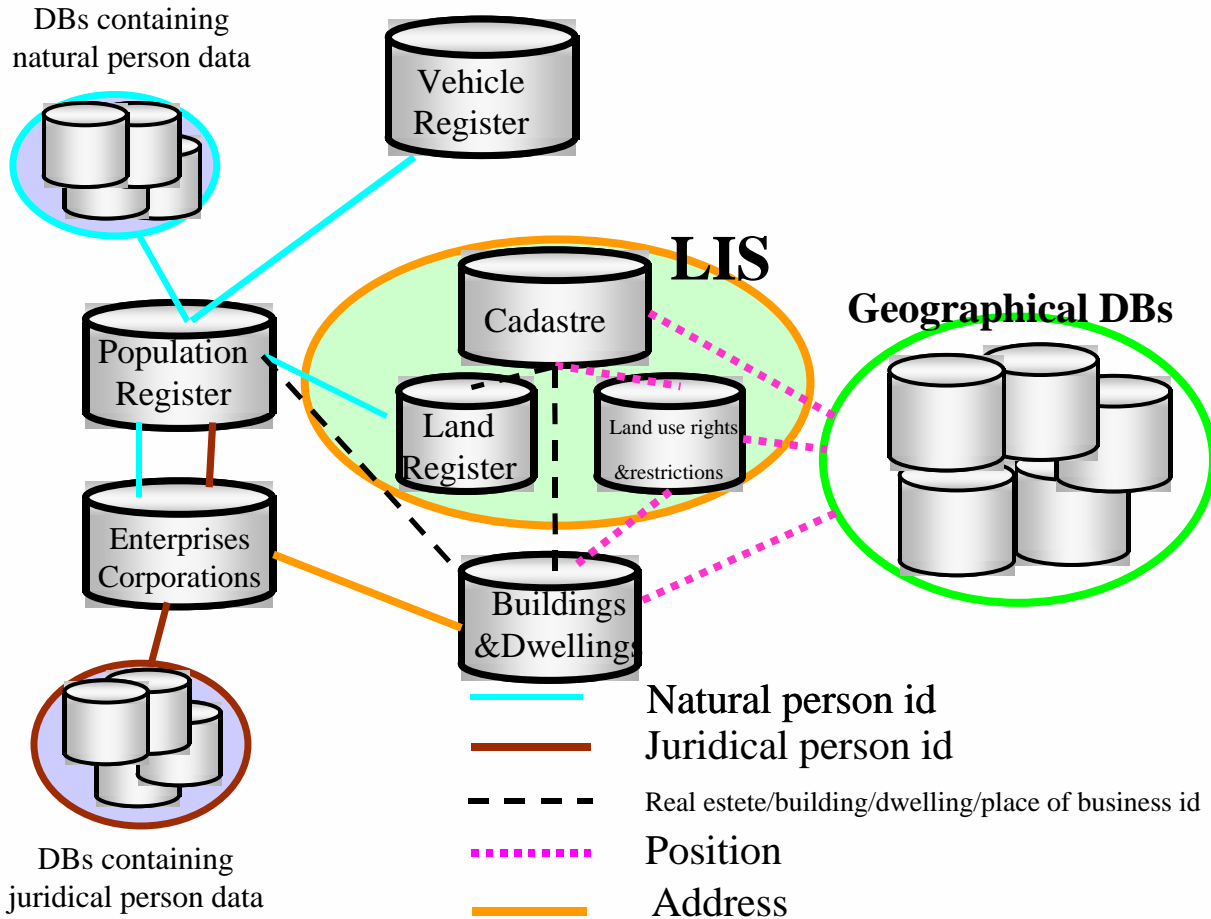 DBs containing
natural person data
Vehicle
Register
LIS
Cadastre
Geographical DBs
Population
Register
Land
Register
Land use rights
&restrictions
Enterprises
Corporations
Buildings
&Dwellings
Natural person id
Juridical person id
Real estete/building/dwelling/place of business id
Position
Address
DBs containing
juridical person data